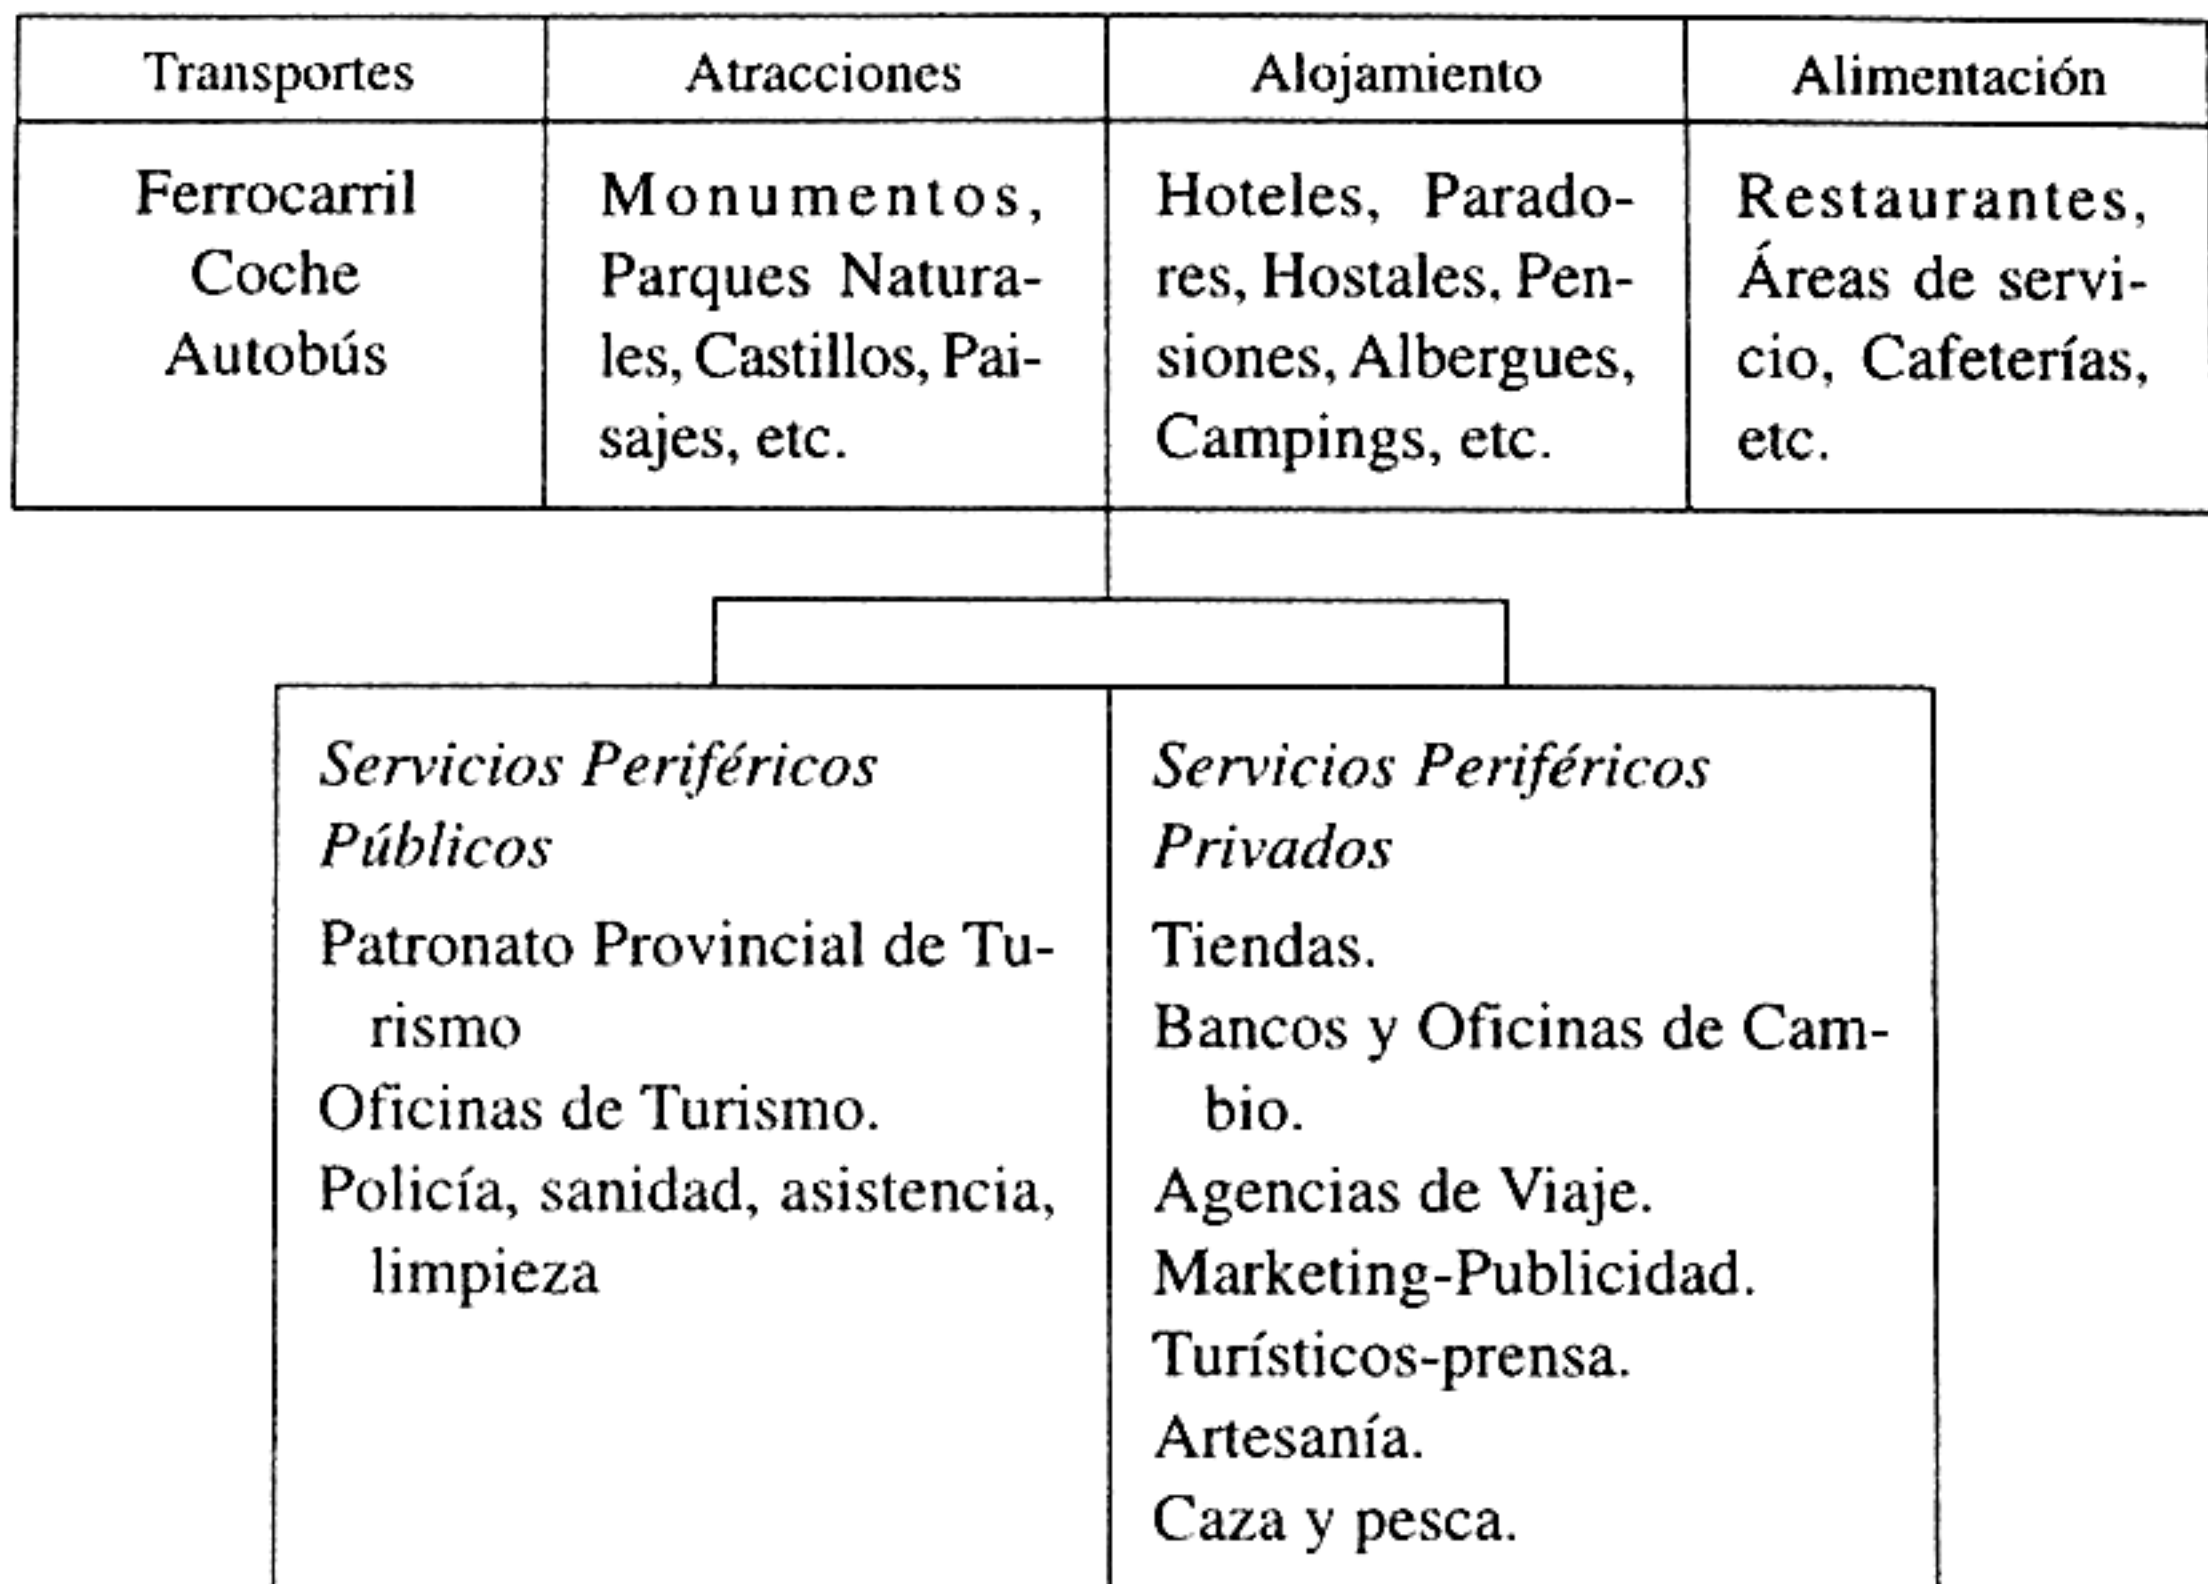 Transportes
Atracciones
Alojamiento
Alimentación
Ferrocarril
Coche
Autobús
Monumentos,
Parques Natura-
les, Castillos, Pai-
sajes, etc.
Hoteles, Parado-
res, Hostales, Pen-
siones, Albergues,
Campings, etc.
Restaurantes,
Áreas de servi-
cio, Cafeterías,
etc.
Servicios Periféricos
Públicos
Patronato Provincial de Tu-
rismo
Oficinas de Turismo.
Policía, sanidad, asistencia,
limpieza
Servicios Periféricos
Privados
Tiendas.
Bancos y Oficinas de Cam-
bio.
Agencias de Viaje.
Marketing-Publicidad.
Turísticos-prensa.
Artesanía.
Caza y pesca.